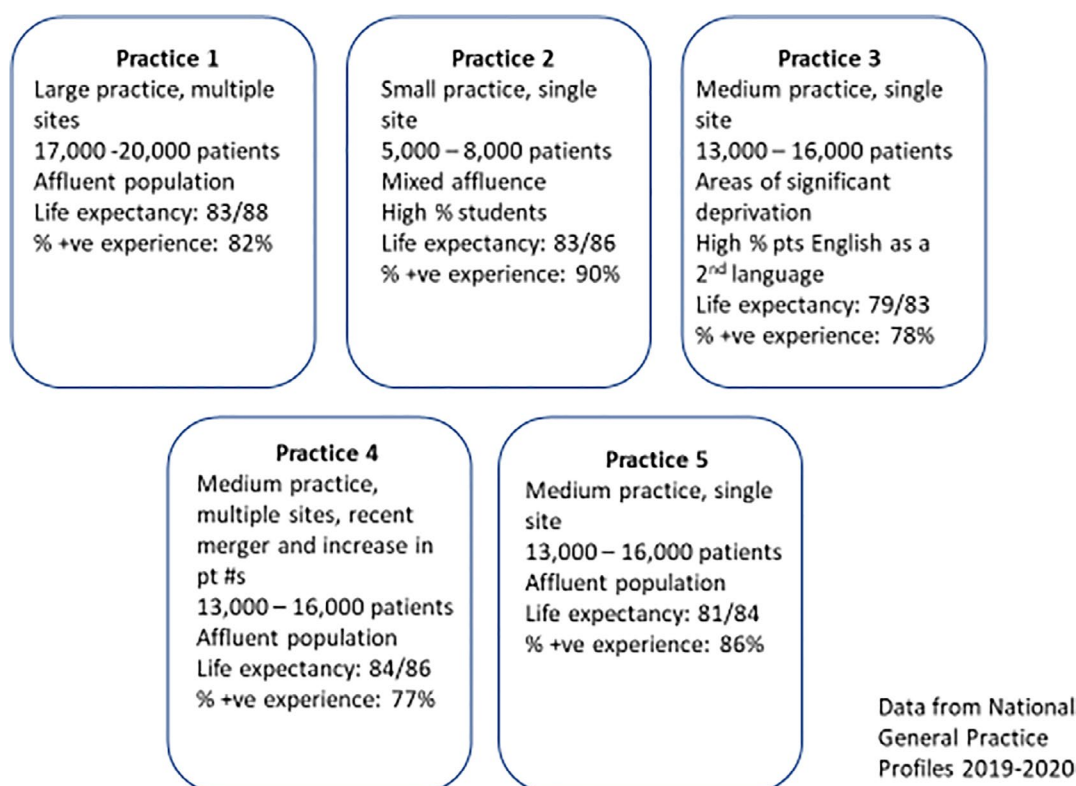 Practice 1
Large practice, multiple
sites
17,000 -20,000 patients
Affluent population
Life expectancy: 83/88
% +ve experience: 82%
Practice 2
Small practice, single
site
5,000 – 8,000 patients
Mixed affluence
High % students
Life expectancy: 83/86
% +ve experience: 90%
Practice 3
Medium practice, single
site
13,000 – 16,000 patients
Areas of significant
deprivation
High % pts English as a
2nd language
Life expectancy: 79/83
% +ve experience: 78%
Practice 4
Medium practice,
multiple sites, recent
merger and increase in
pt #s
13,000 – 16,000 patients
Affluent population
Life expectancy: 84/86
% +ve experience: 77%
Practice 5
Medium practice, single
site
13,000 – 16,000 patients
Affluent population
Life expectancy: 81/84
% +ve experience: 86%
Data from National
General Practice
Profiles 2019-2020